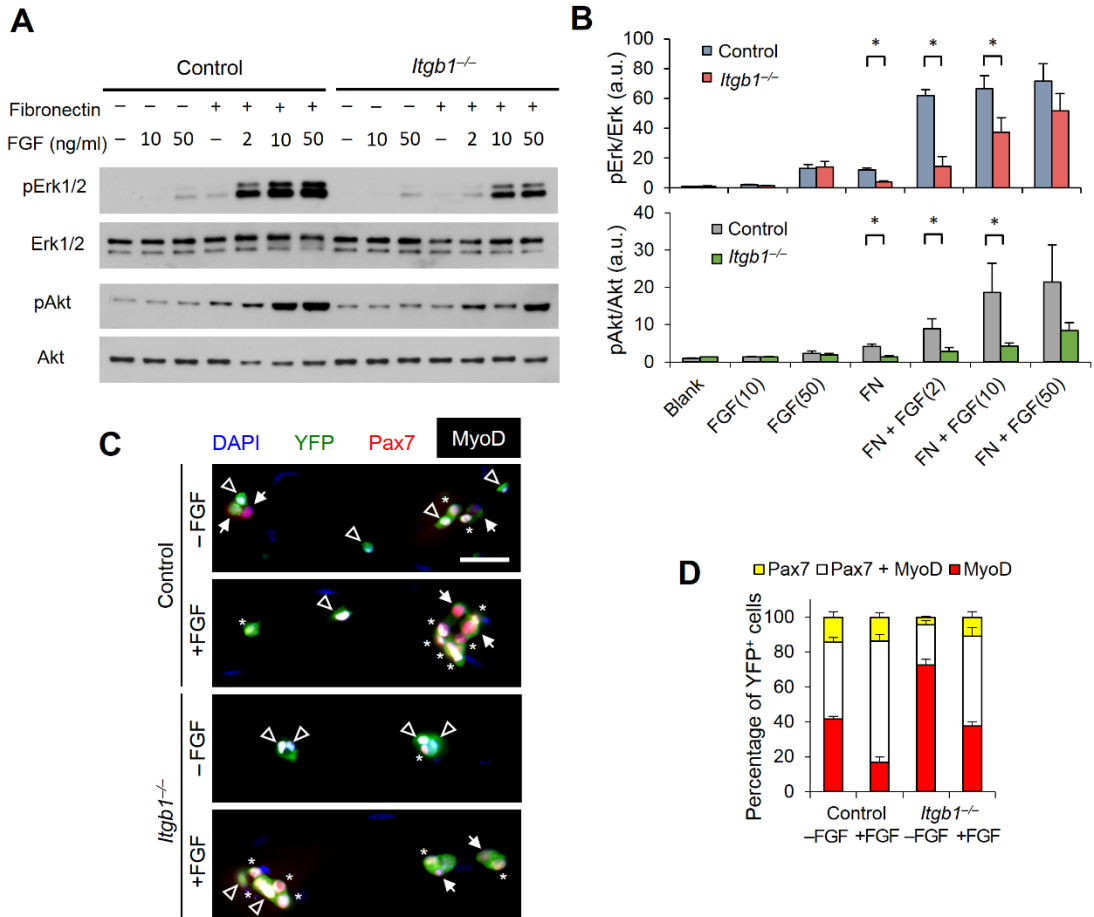 A
Control Itgb1–/–
Fibronectin – – – + + + + – – – + + + +
FGF (ng/ml) – 10 50 – 2 10 50 – 10 50 – 2 10 50
pErk1/2
Erk1/2
pAkt
Akt
B
pErk/Erk (a.u.)
100
80
60
40
20
0
Control
Itgb1–/–
* * *
pAkt/Akt (a.u.)
40
30
20
10
0
Control
Itgb1–/–
* * *
Blank
FGF(10)
FGF(50)
FN
FN + FGF(2)
FN + FGF(10)
FN + FGF(50)
C
DAPI YFP Pax7 MyoD
Control
–FGF
* *
+FGF
* * * * * *
Itgb1–/–
–FGF
*
+FGF
* * * * *
D
Pax7 Pax7 + MyoD MyoD
Percentage of YFP+ cells
100
80
60
40
20
0
Control Itgb1–/–
–FGF +FGF –FGF +FGF